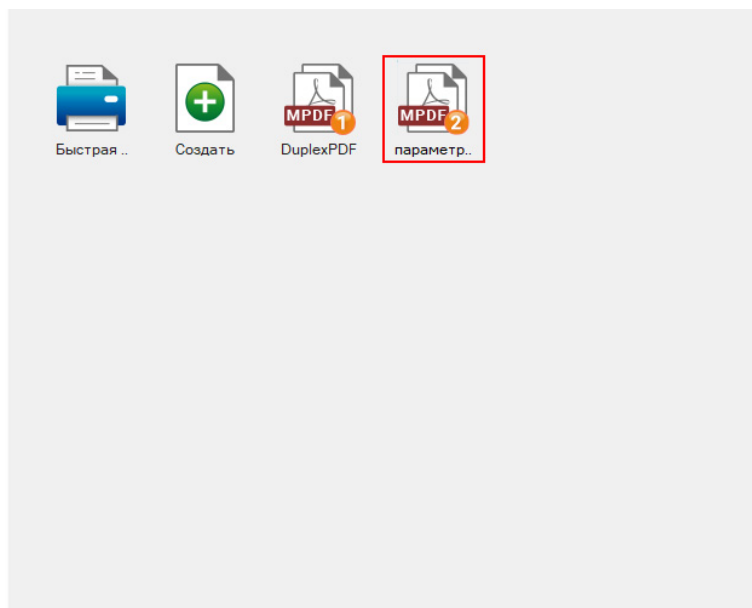 MPDF 1
MPDF 2
Быстрая ..
Создать
DuplexPDF
параметр..